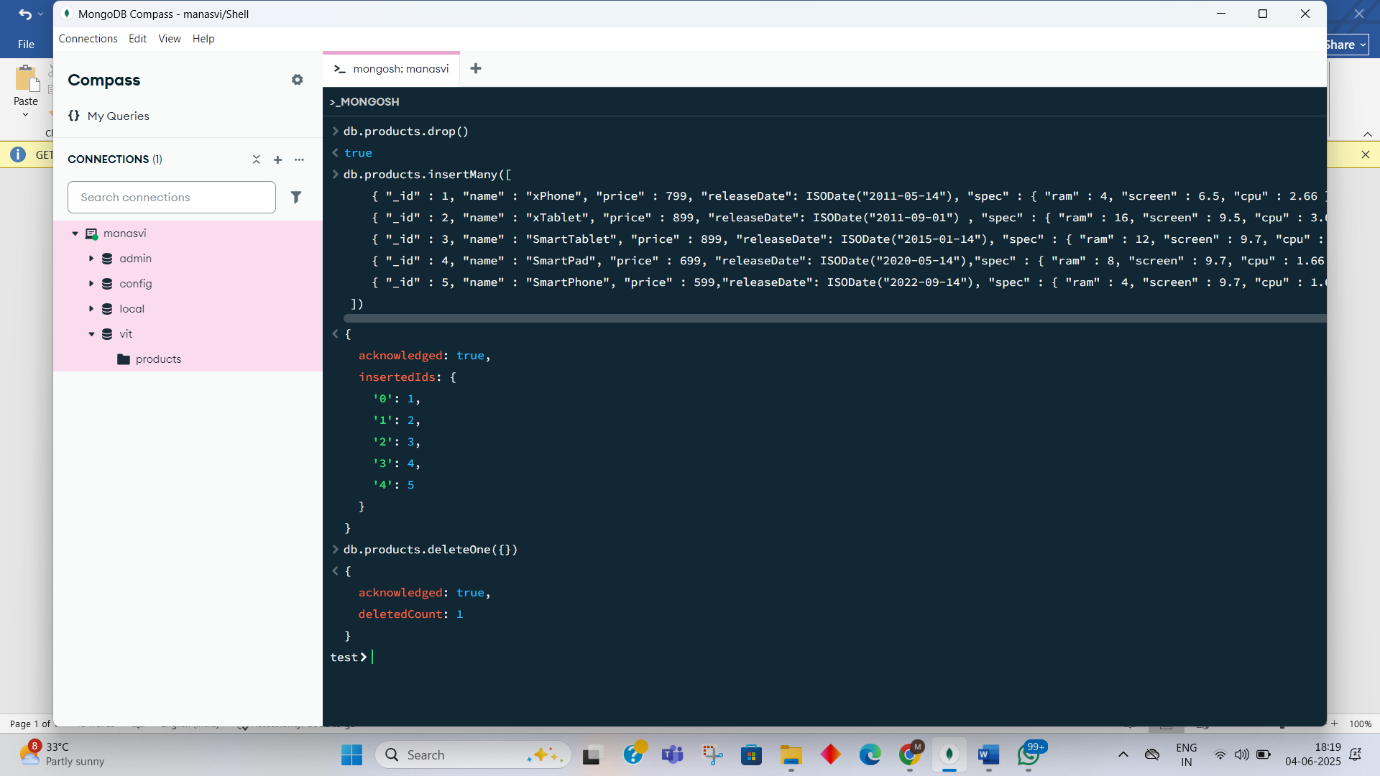 MongoDB Compass - manasvi/Shell
File
Share
Connections Edit View Help
Paste
Compass
>_ mongosh: manasvi
{} My Queries
>_MONGOSH
GET
CONNECTIONS (1)
Search connections
manasvi
admin
config
local
vit
products
> db.products.drop()
< true
> db.products.insertMany([
{ "_id" : 1, "name" : "xPhone", "price" : 799, "releaseDate": ISODate("2011-05-14"), "spec" : { "ram" : 4, "screen" : 6.5, "cpu" : 2.66 }
{ "_id" : 2, "name" : "xTablet", "price" : 899, "releaseDate": ISODate("2011-09-01") , "spec" : { "ram" : 16, "screen" : 9.5, "cpu" : 3.
{ "_id" : 3, "name" : "SmartTablet", "price" : 899, "releaseDate": ISODate("2015-01-14"), "spec" : { "ram" : 12, "screen" : 9.7, "cpu" :
{ "_id" : 4, "name" : "SmartPad", "price" : 699, "releaseDate": ISODate("2020-05-14"),"spec" : { "ram" : 8, "screen" : 9.7, "cpu" : 1.66
{ "_id" : 5, "name" : "SmartPhone", "price" : 599,"releaseDate": ISODate("2022-09-14"), "spec" : { "ram" : 4, "screen" : 9.7, "cpu" : 1.
])
< {
acknowledged: true,
insertedIds: {
'0': 1,
'1': 2,
'2': 3,
'3': 4,
'4': 5
}
}
> db.products.deleteOne({})
< {
acknowledged: true,
deletedCount: 1
}
test>
Page 1 of
100%
8
33°C
Partly sunny
Search
M
99+
ENG
IN
18:19
04-06-2025